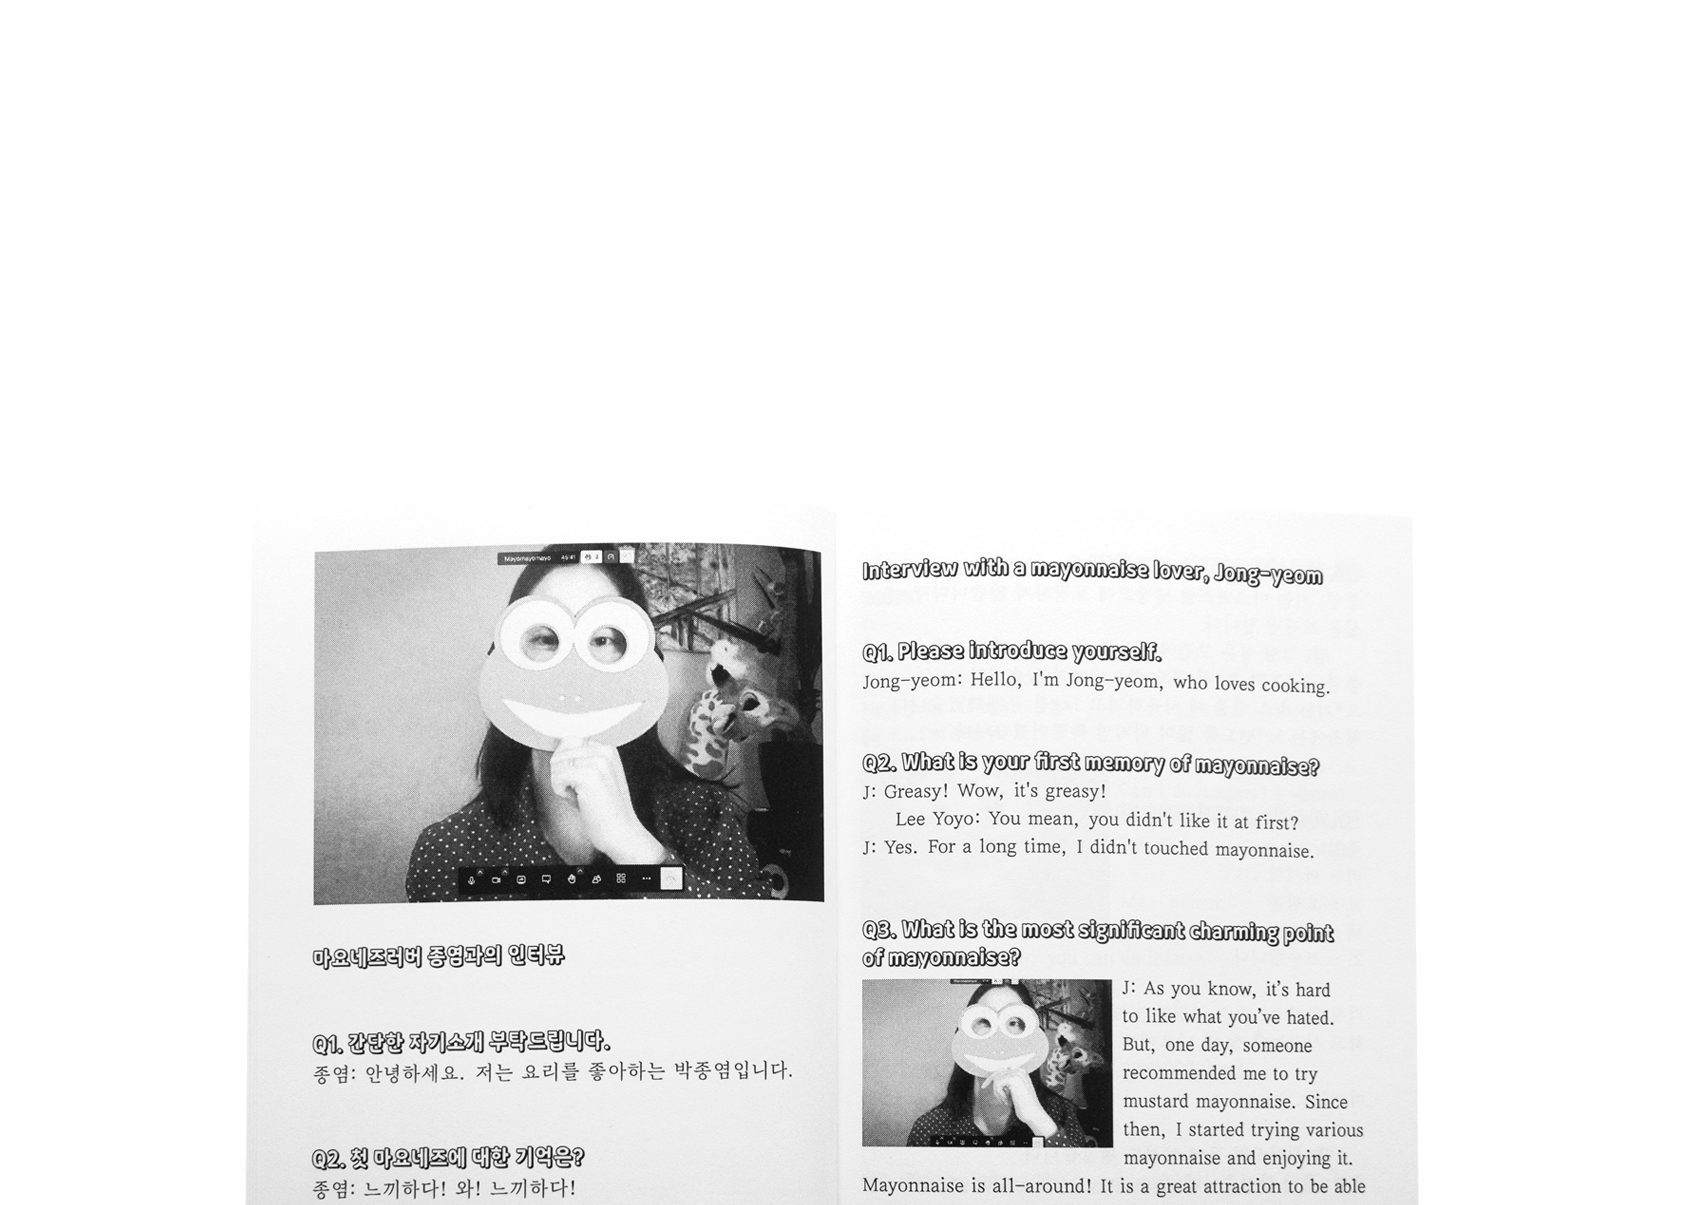 Mayomayomayo 49:41
마요네즈러버 종염과의 인터뷰
Q1. 간단한 자기소개 부탁드립니다.
종염: 안녕하세요. 저는 요리를 좋아하는 박종염입니다.
Q2. 첫 마요네즈에 대한 기억은?
종염: 느끼하다! 와! 느끼하다!
Interview with a mayonnaise lover, Jong-yeom
Q1. Please introduce yourself.
Jong-yeom: Hello, I'm Jong-yeom, who loves cooking.
Q2. What is your first memory of mayonnaise?
J: Greasy! Wow, it's greasy!
Lee Yoyo: You mean, you didn't like it at first?
J: Yes. For a long time, I didn't touched mayonnaise.
Q3. What is the most significant charming point
of mayonnaise?
J: As you know, it's hard
to like what you've hated.
But, one day, someone
recommended me to try
mustard mayonnaise. Since
then, I started trying various
mayonnaise and enjoying it.
Mayonnaise is all-around! It is a great attraction to be able